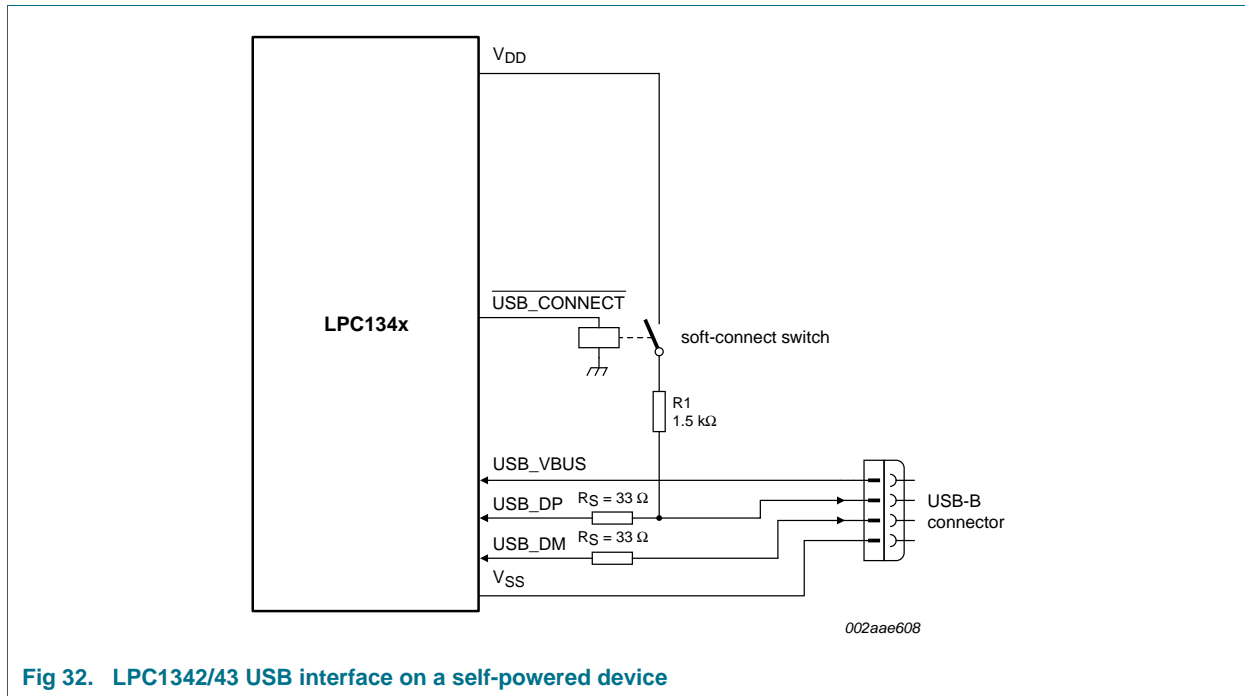 VDD
USB_CONNECT
LPC134x
soft-connect switch
R1
1.5 kΩ
USB_VBUS
USB_DP
RS = 33 Ω
USB-B
connector
USB_DM
RS = 33 Ω
VSS
002aae608
Fig 32. LPC1342/43 USB interface on a self-powered device